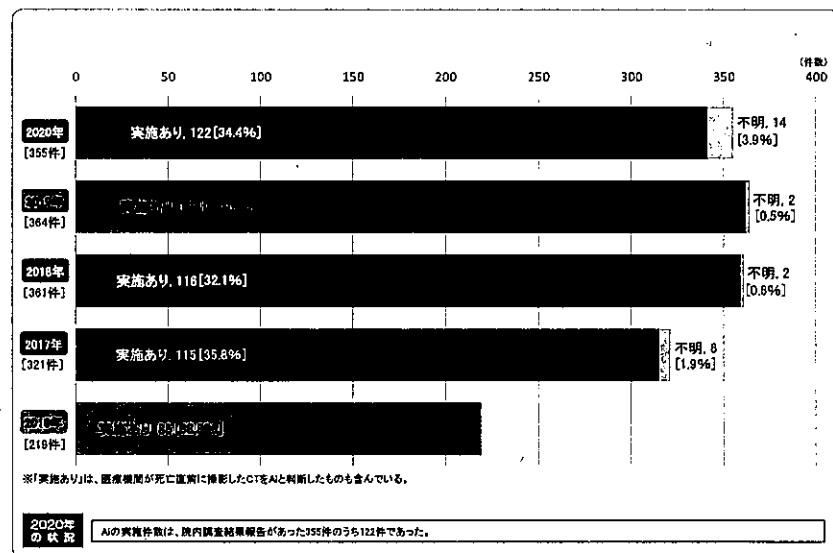 (件数)
0 50 100 150 200 250 300 350 400
2020年
[355件]
実施あり, 122[34.4%]
不明, 14
[3.9%]
[364件]
不明, 2
[0.5%]
2018年
[361件]
実施あり, 116[32.1%]
不明, 2
[0.6%]
2017年
[321件]
実施あり, 115[35.8%]
不明, 6
[1.9%]
[219件]
※「実施あり」は、医療機関が死亡直前に撮影したCTをAiと判断したものも含んでいる。
2020年
の状況
Aiの実施件数は、院内調査結果報告があった355件のうち122件であった。